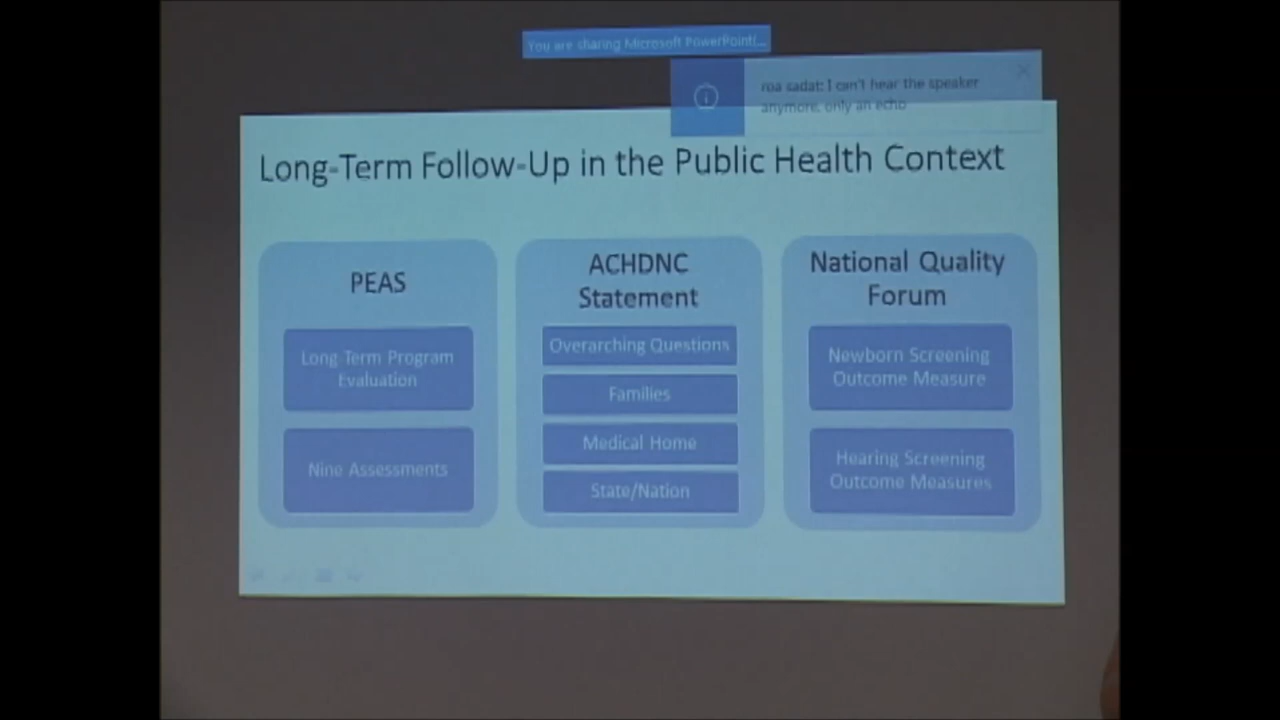 You are sharing Microsoft PowerPoint(...
roa sadat: I can't hear the speaker
anymore, only an echo
Long-Term Follow-Up in the Public Health Context
PEAS
Long-Term Program
Evaluation
Nine Assessments
ACHDNC
Statement
Overarching Questions
Families
Medical Home
State/Nation
National Quality
Forum
Newborn Screening
Outcome Measure
Hearing Screening
Outcome Measures